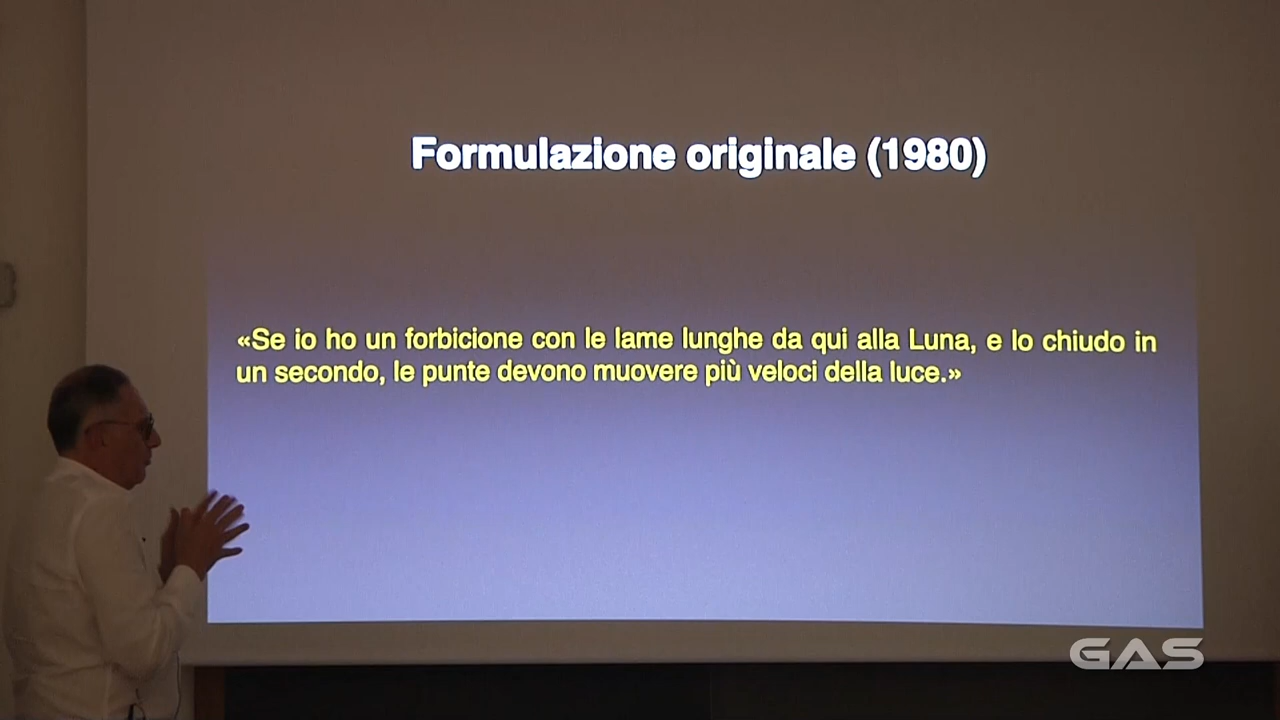 Formulazione originale (1980)
«Se io ho un forbicione con le lame lunghe da qui alla Luna, e lo chiudo in
un secondo, le punte devono muovere più veloci della luce.»
GAS